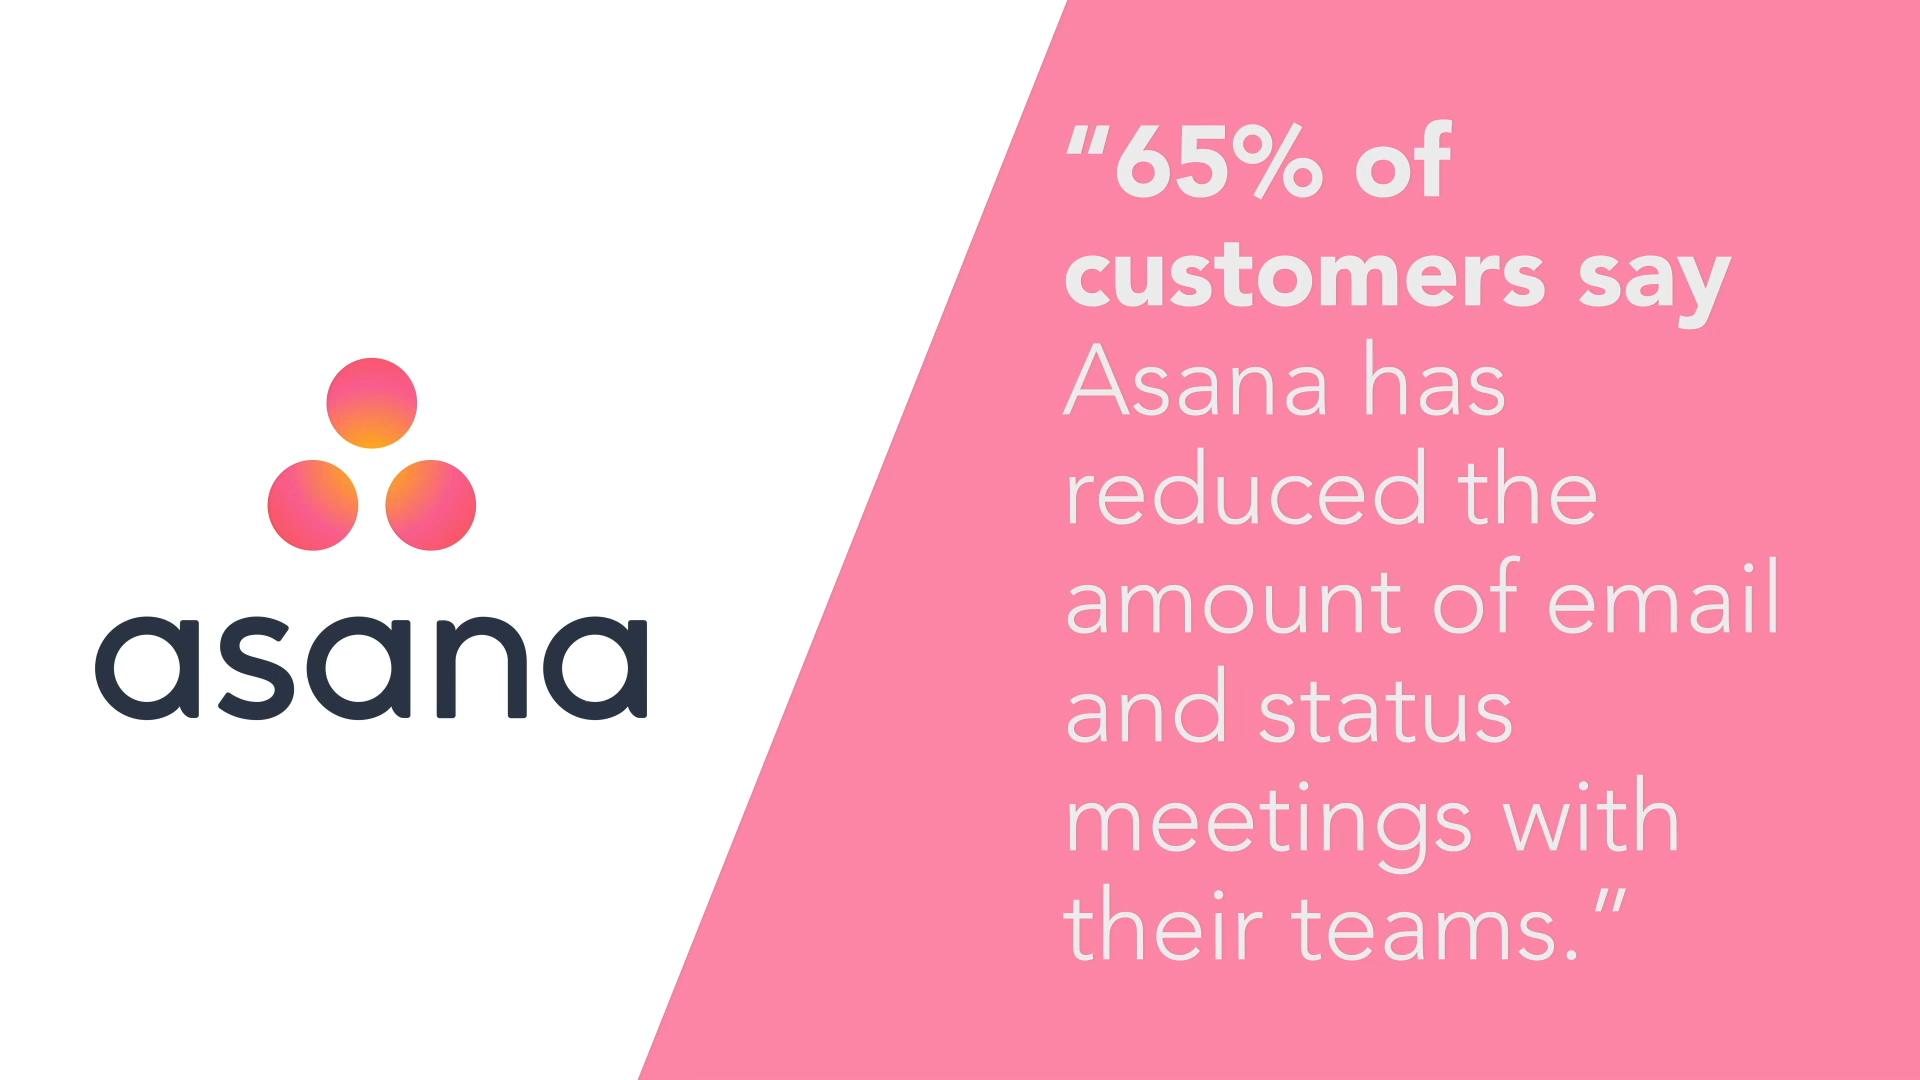 asana
“65% of
customers say
Asana has
reduced the
amount of email
and status
meetings with
their teams.”